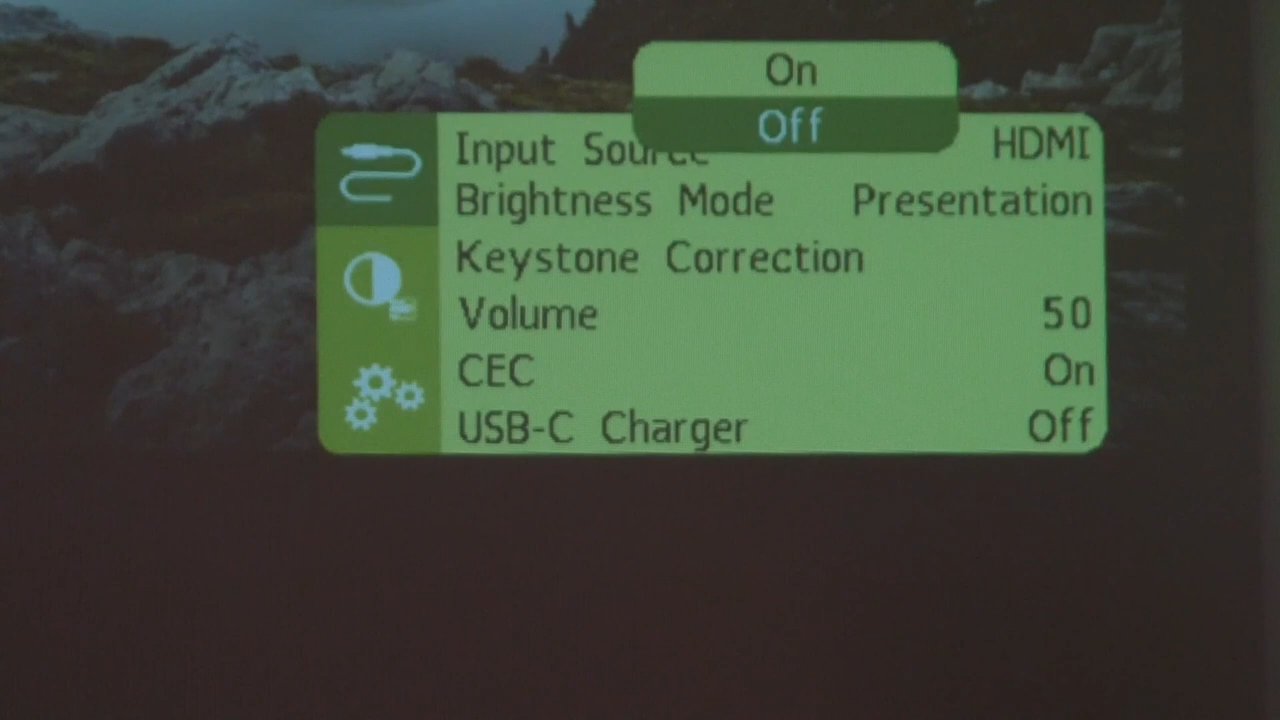 On
Off
Input Source HDMI
Brightness Mode Presentation
Keystone Correction
Volume 50
CEC On
USB-C Charger Off